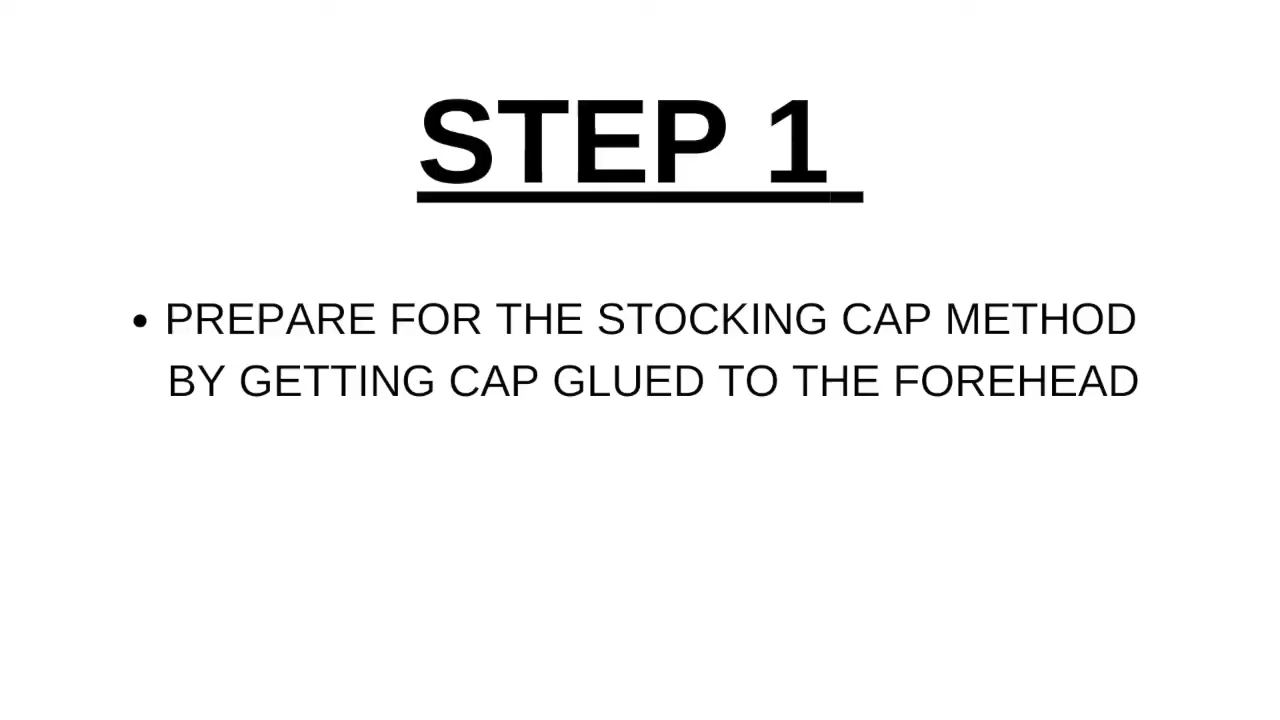 STEP 1
• PREPARE FOR THE STOCKING CAP METHOD
BY GETTING CAP GLUED TO THE FOREHEAD